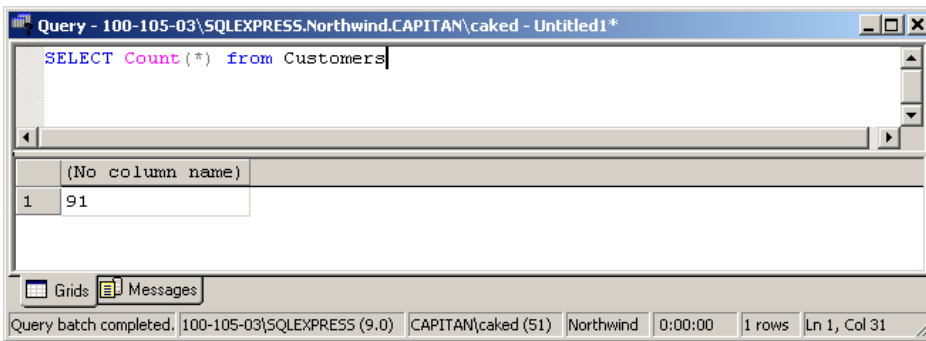 Query - 100-105-03\SQLEXPRESS.Northwind.CAPITAN\caked - Untitled1*
SELECT Count(*) from Customers
(No column name)
1 91
Grids Messages
Query batch completed. 100-105-03\SQLEXPRESS (9.0) CAPITAN\caked (51) Northwind 0:00:00 1 rows Ln 1, Col 31